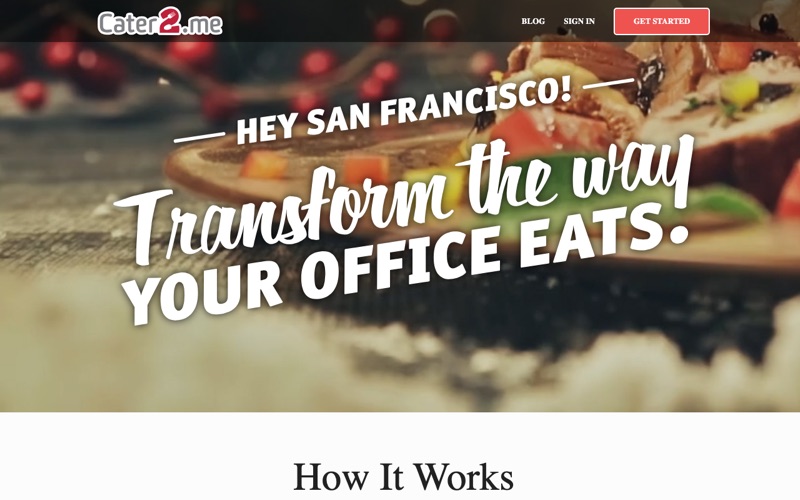 Cater2.me
BLOG SIGN IN GET STARTED
HEY SAN FRANCISCO!
Transform the way
YOUR OFFICE EATS.
How It Works